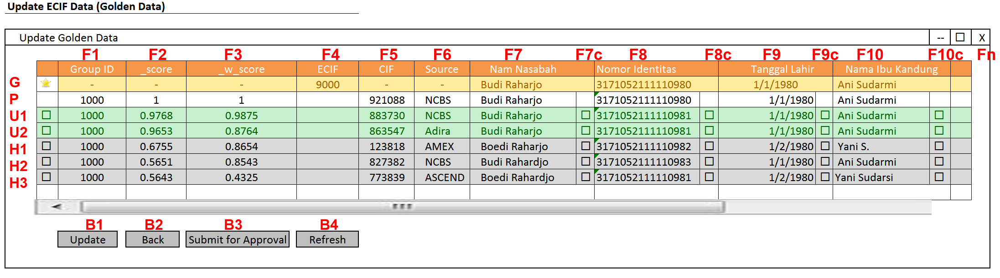 Update ECIF Data (Golden Data)
Update Golden Data -- X
F1 F2 F3 F4 F5 F6 F7 F7c F8 F8c F9 F9c F10 F10c Fn
Group ID _score _w_score ECIF CIF Source Nam Nasabah Nomor Identitas Tanggal Lahir Nama Ibu Kandung
G - - - 9000 - - Budi Raharjo 3171052111110980 1/1/1980 Ani Sudarmi
P 1000 1 1 921088 NCBS Budi Raharjo 3171052111110980 1/1/1980 Ani Sudarmi
U1 ☐ 1000 0.9768 0.9875 883730 NCBS Budi Raharjo ☐ 3171052111110981 ☐ 1/1/1980 ☐ Ani Sudarmi ☐
U2 ☐ 1000 0.9653 0.8764 863547 Adira Budi Raharjo ☐ 3171052111110981 ☐ 1/1/1980 ☐ Ani Sudarmi ☐
H1 ☐ 1000 0.6755 0.8654 123818 AMEX Boedi Raharjo ☐ 3171052111110982 ☐ 1/2/1980 ☐ Yani S. ☐
H2 ☐ 1000 0.5651 0.8543 827382 NCBS Budi Rahardjo ☐ 3171052111110983 ☐ 1/1/1980 ☐ Ani Sudarmi ☐
H3 ☐ 1000 0.5643 0.4325 773839 ASCEND Boedi Rahardjo ☐ 3171052111110981 ☐ 1/2/1980 ☐ Yani Sudarsi ☐
B1 B2 B3 B4
Update Back Submit for Approval Refresh